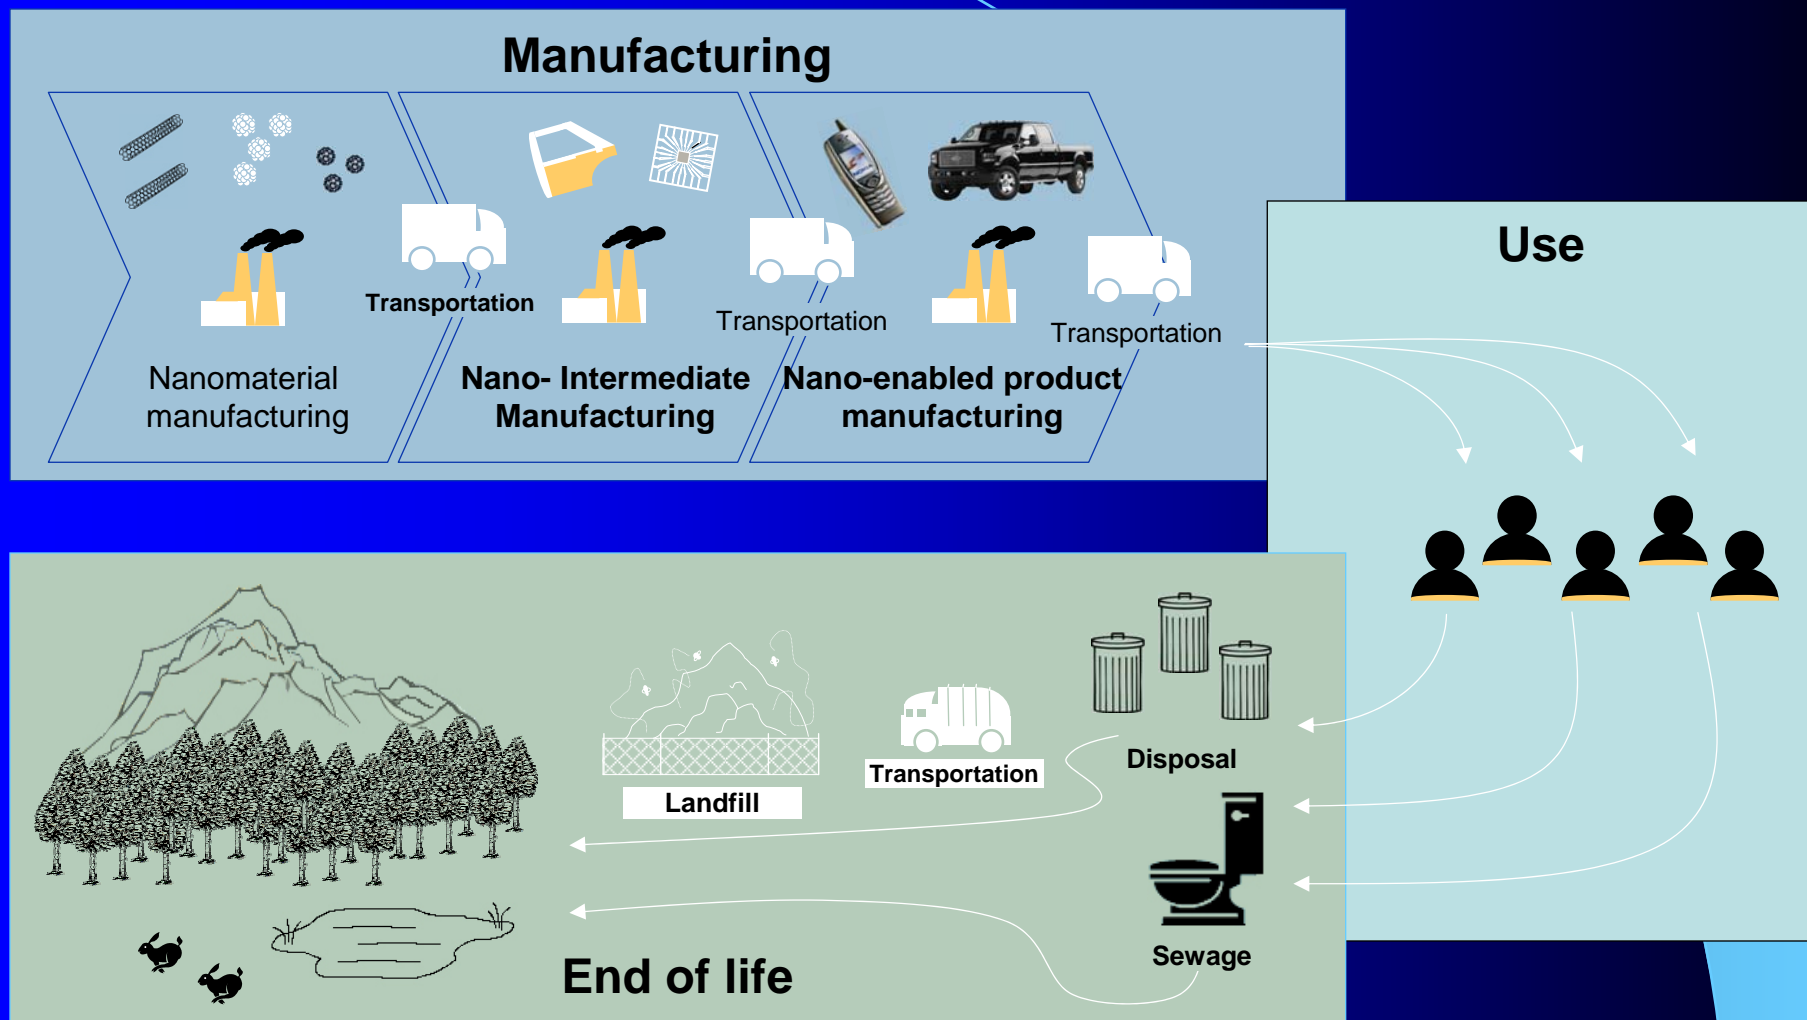 Manufacturing
Transportation
Transportation
Transportation
Nanomaterial
manufacturing
Nano- Intermediate
Manufacturing
Nano-enabled product
manufacturing
Use
Disposal
Transportation
Landfill
Sewage
End of life